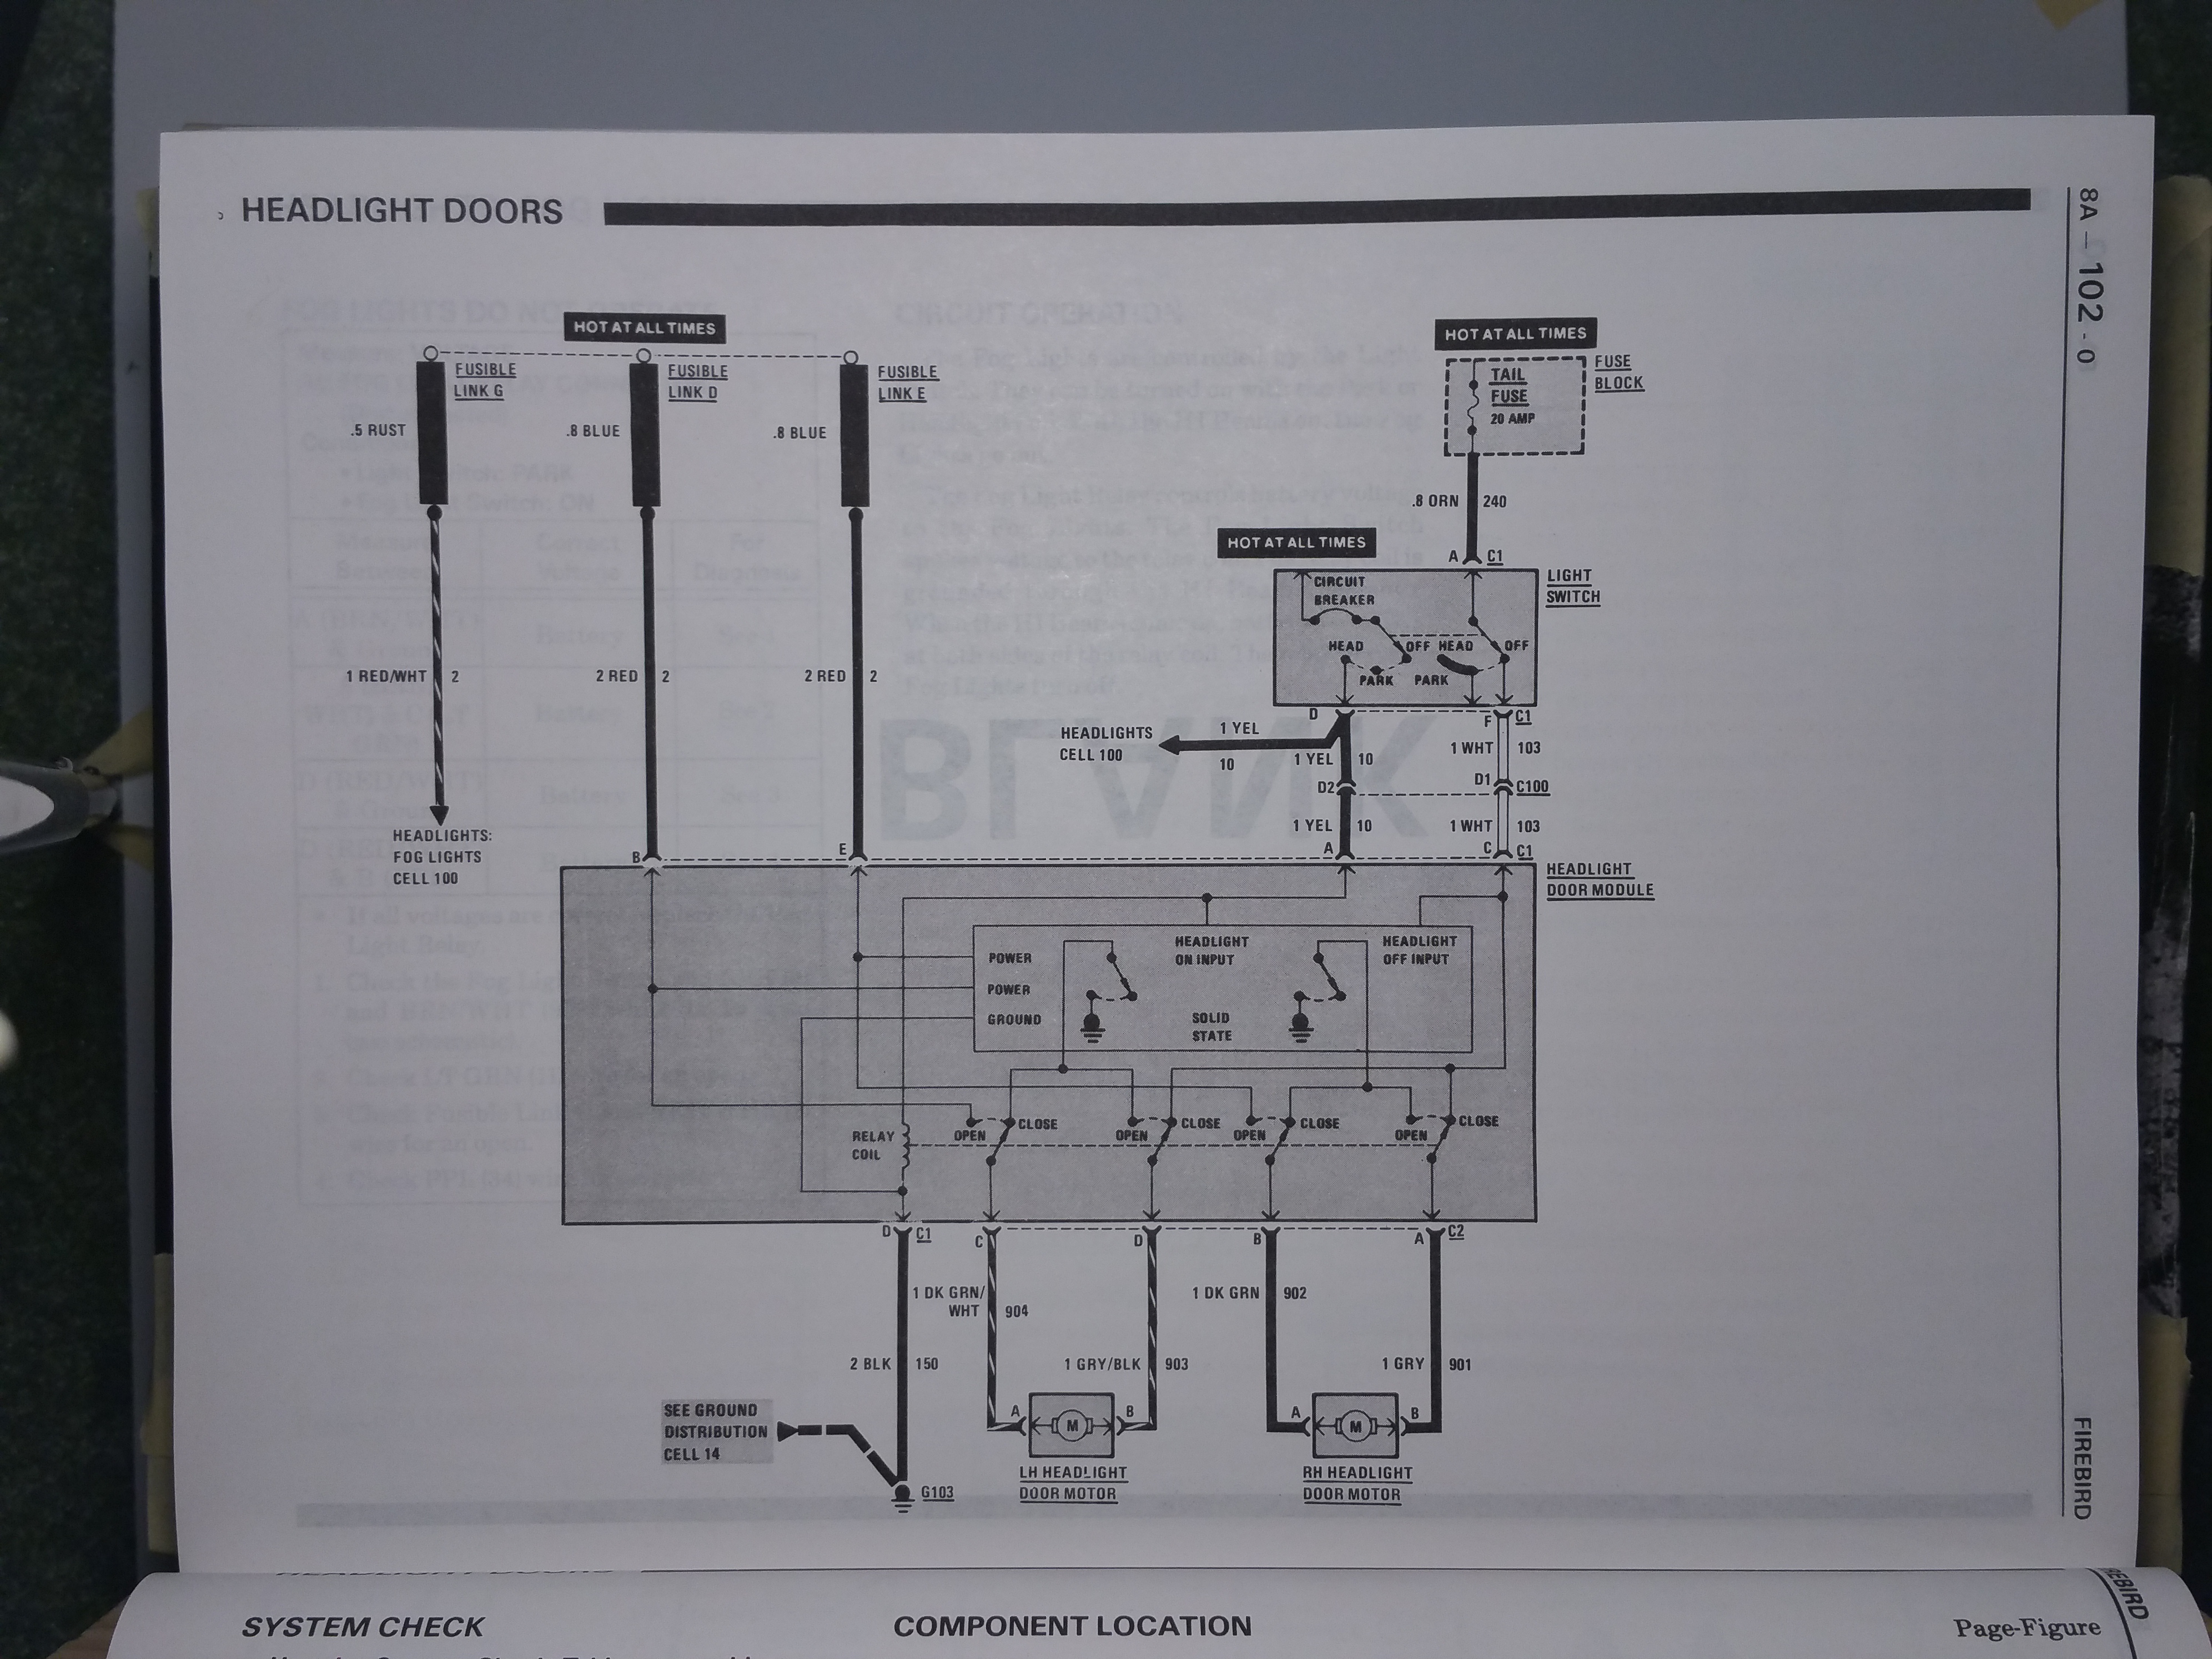 HEADLIGHT DOORS
8A - 102 - 0
FIREBIRD
HOT AT ALL TIMES
FUSIBLE
LINK G
FUSIBLE
LINK D
FUSIBLE
LINK E
.5 RUST
.8 BLUE
.8 BLUE
1 RED/WHT 2
2 RED 2
2 RED 2
HEADLIGHTS:
FOG LIGHTS
CELL 100
HOT AT ALL TIMES
TAIL
FUSE
20 AMP
FUSE
BLOCK
.8 ORN 240
A C1
HOT AT ALL TIMES
CIRCUIT
BREAKER
LIGHT
SWITCH
HEAD OFF HEAD OFF
PARK PARK
D F C1
HEADLIGHTS
CELL 100
1 YEL
10
1 YEL 10
1 WHT 103
D2 D1 C100
1 YEL 10
1 WHT 103
B E A C C1
HEADLIGHT
DOOR MODULE
POWER
POWER
GROUND
HEADLIGHT
ON INPUT
HEADLIGHT
OFF INPUT
SOLID
STATE
RELAY
COIL
OPEN CLOSE
OPEN CLOSE
OPEN CLOSE
OPEN CLOSE
D C1 C D B A C2
1 DK GRN/
WHT 904
1 DK GRN 902
2 BLK 150
1 GRY/BLK 903
1 GRY 901
SEE GROUND
DISTRIBUTION
CELL 14
G103
A M B
LH HEADLIGHT
DOOR MOTOR
A M B
RH HEADLIGHT
DOOR MOTOR
SYSTEM CHECK
COMPONENT LOCATION
Page-Figure